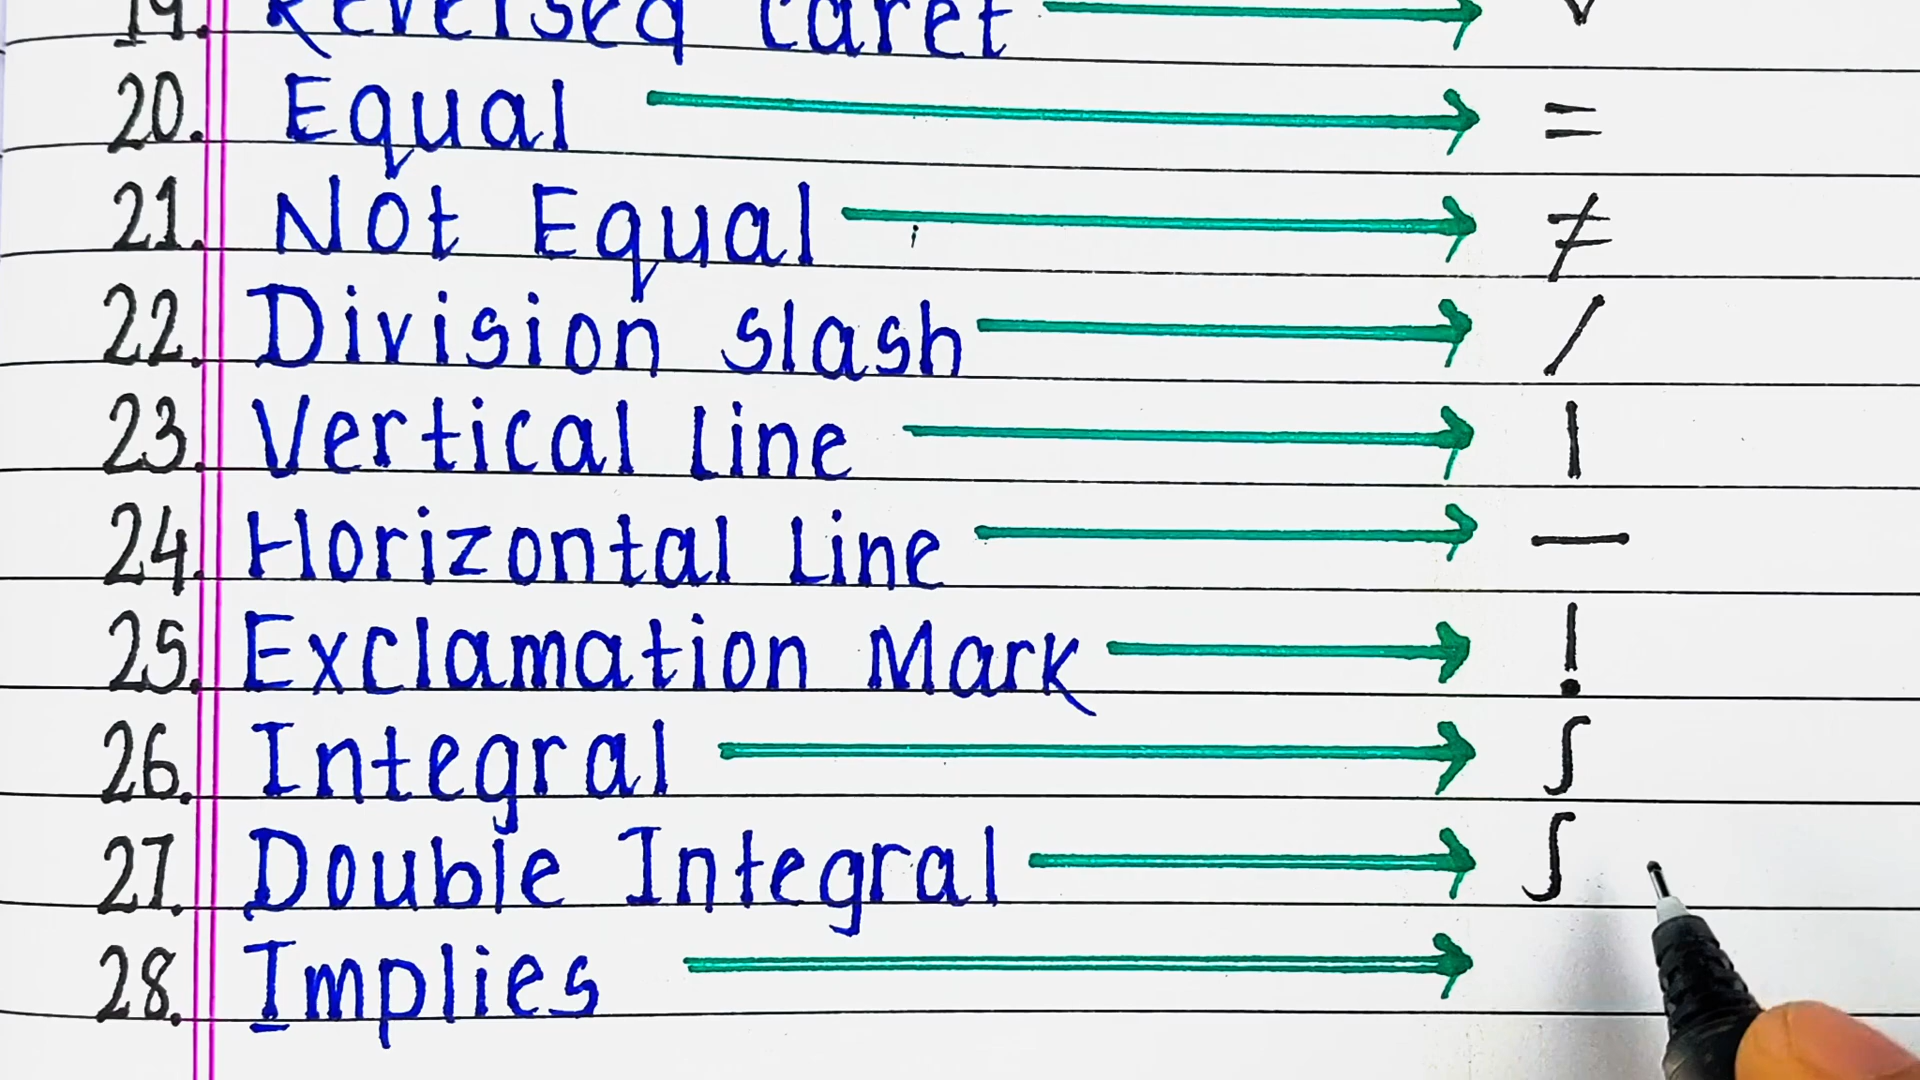 19. Reversed Caret → ˅
20. Equal → =
21. Not Equal → ≠
22. Division slash → /
23. Vertical Line → |
24. Horizontal Line → —
25. Exclamation Mark → !
26. Integral → ∫
27. Double Integral → ∫
28. Implies →